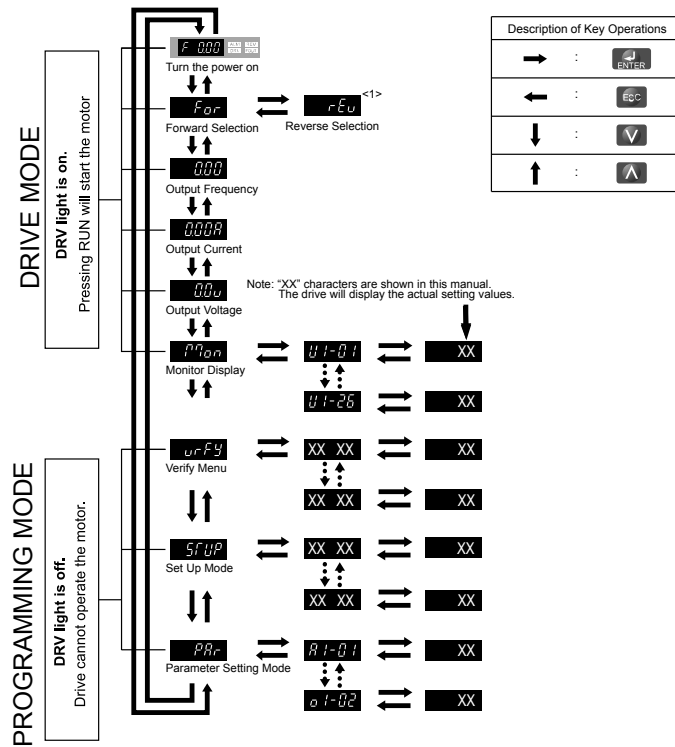 DRIVE MODE
DRV light is on.
Pressing RUN will start the motor
F 0.00
Turn the power on
For
Forward Selection
rEv
<1>
Reverse Selection
0.00
Output Frequency
0.00A
Output Current
0.0v
Output Voltage
Note: “XX” characters are shown in this manual.
The drive will display the actual setting values.
Mon
Monitor Display
U1-01
XX
U1-26
XX
PROGRAMMING MODE
DRV light is off.
Drive cannot operate the motor.
vrFy
Verify Menu
XX XX
XX
XX XX
XX
STUP
Set Up Mode
XX XX
XX
XX XX
XX
PAr
Parameter Setting Mode
A1-01
XX
o1-02
XX
Description of Key Operations
: ENTER
: ESC
: V
: Λ